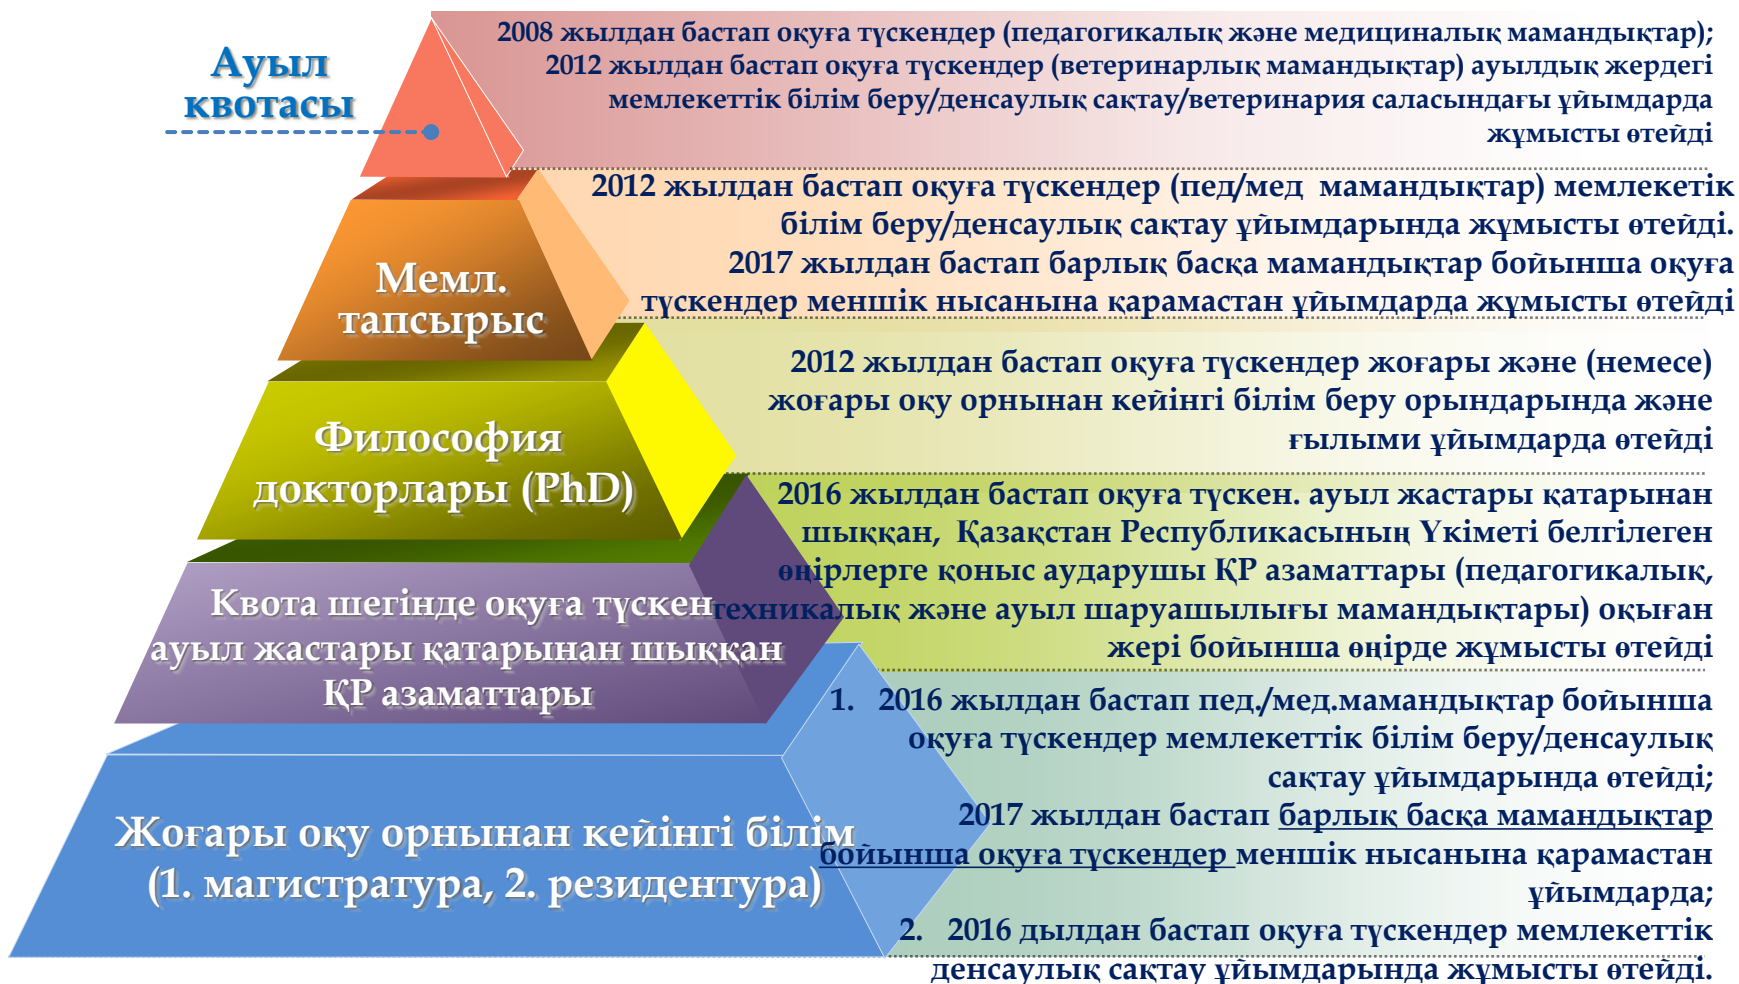 Ауыл
квотасы
2008 жылдан бастап оқуға түскендер (педагогикалық және медициналық мамандықтар);
2012 жылдан бастап оқуға түскендер (ветеринарлық мамандықтар) ауылдық жердегі
мемлекеттік білім беру/денсаулық сақтау/ветеринария саласындағы ұйымдарда
жұмысты өтейді
Мемл.
тапсырыс
2012 жылдан бастап оқуға түскендер (пед/мед мамандықтар) мемлекетік
білім беру/денсаулық сақтау ұйымдарында жұмысты өтейді.
2017 жылдан бастап барлық басқа мамандықтар бойынша оқуға
түскендер меншік нысанына қарамастан ұйымдарда жұмысты өтейді
Философия
докторлары (PhD)
2012 жылдан бастап оқуға түскендер жоғары және (немесе)
жоғары оқу орнынан кейінгі білім беру орындарында және
ғылыми ұйымдарда өтейді
Квота шегінде оқуға түскен
ауыл жастары қатарынан шыққан
ҚР азаматтары
2016 жылдан бастап оқуға түскен. ауыл жастары қатарынан
шыққан, Қазақстан Республикасының Үкіметі белгілеген
өңірлерге қоныс аударушы ҚР азаматтары (педагогикалық,
техникалық және ауыл шаруашылығы мамандықтары) оқыған
жері бойынша өңірде жұмысты өтейді
Жоғары оқу орнынан кейінгі білім
(1. магистратура, 2. резидентура)
1. 2016 жылдан бастап пед./мед.мамандықтар бойынша
оқуға түскендер мемлекеттік білім беру/денсаулық
сақтау ұйымдарында өтейді;
2017 жылдан бастап барлық басқа мамандықтар
бойынша оқуға түскендер меншік нысанына қарамастан
ұйымдарда;
2. 2016 дылдан бастап оқуға түскендер мемлекеттік
денсаулық сақтау ұйымдарында жұмысты өтейді.